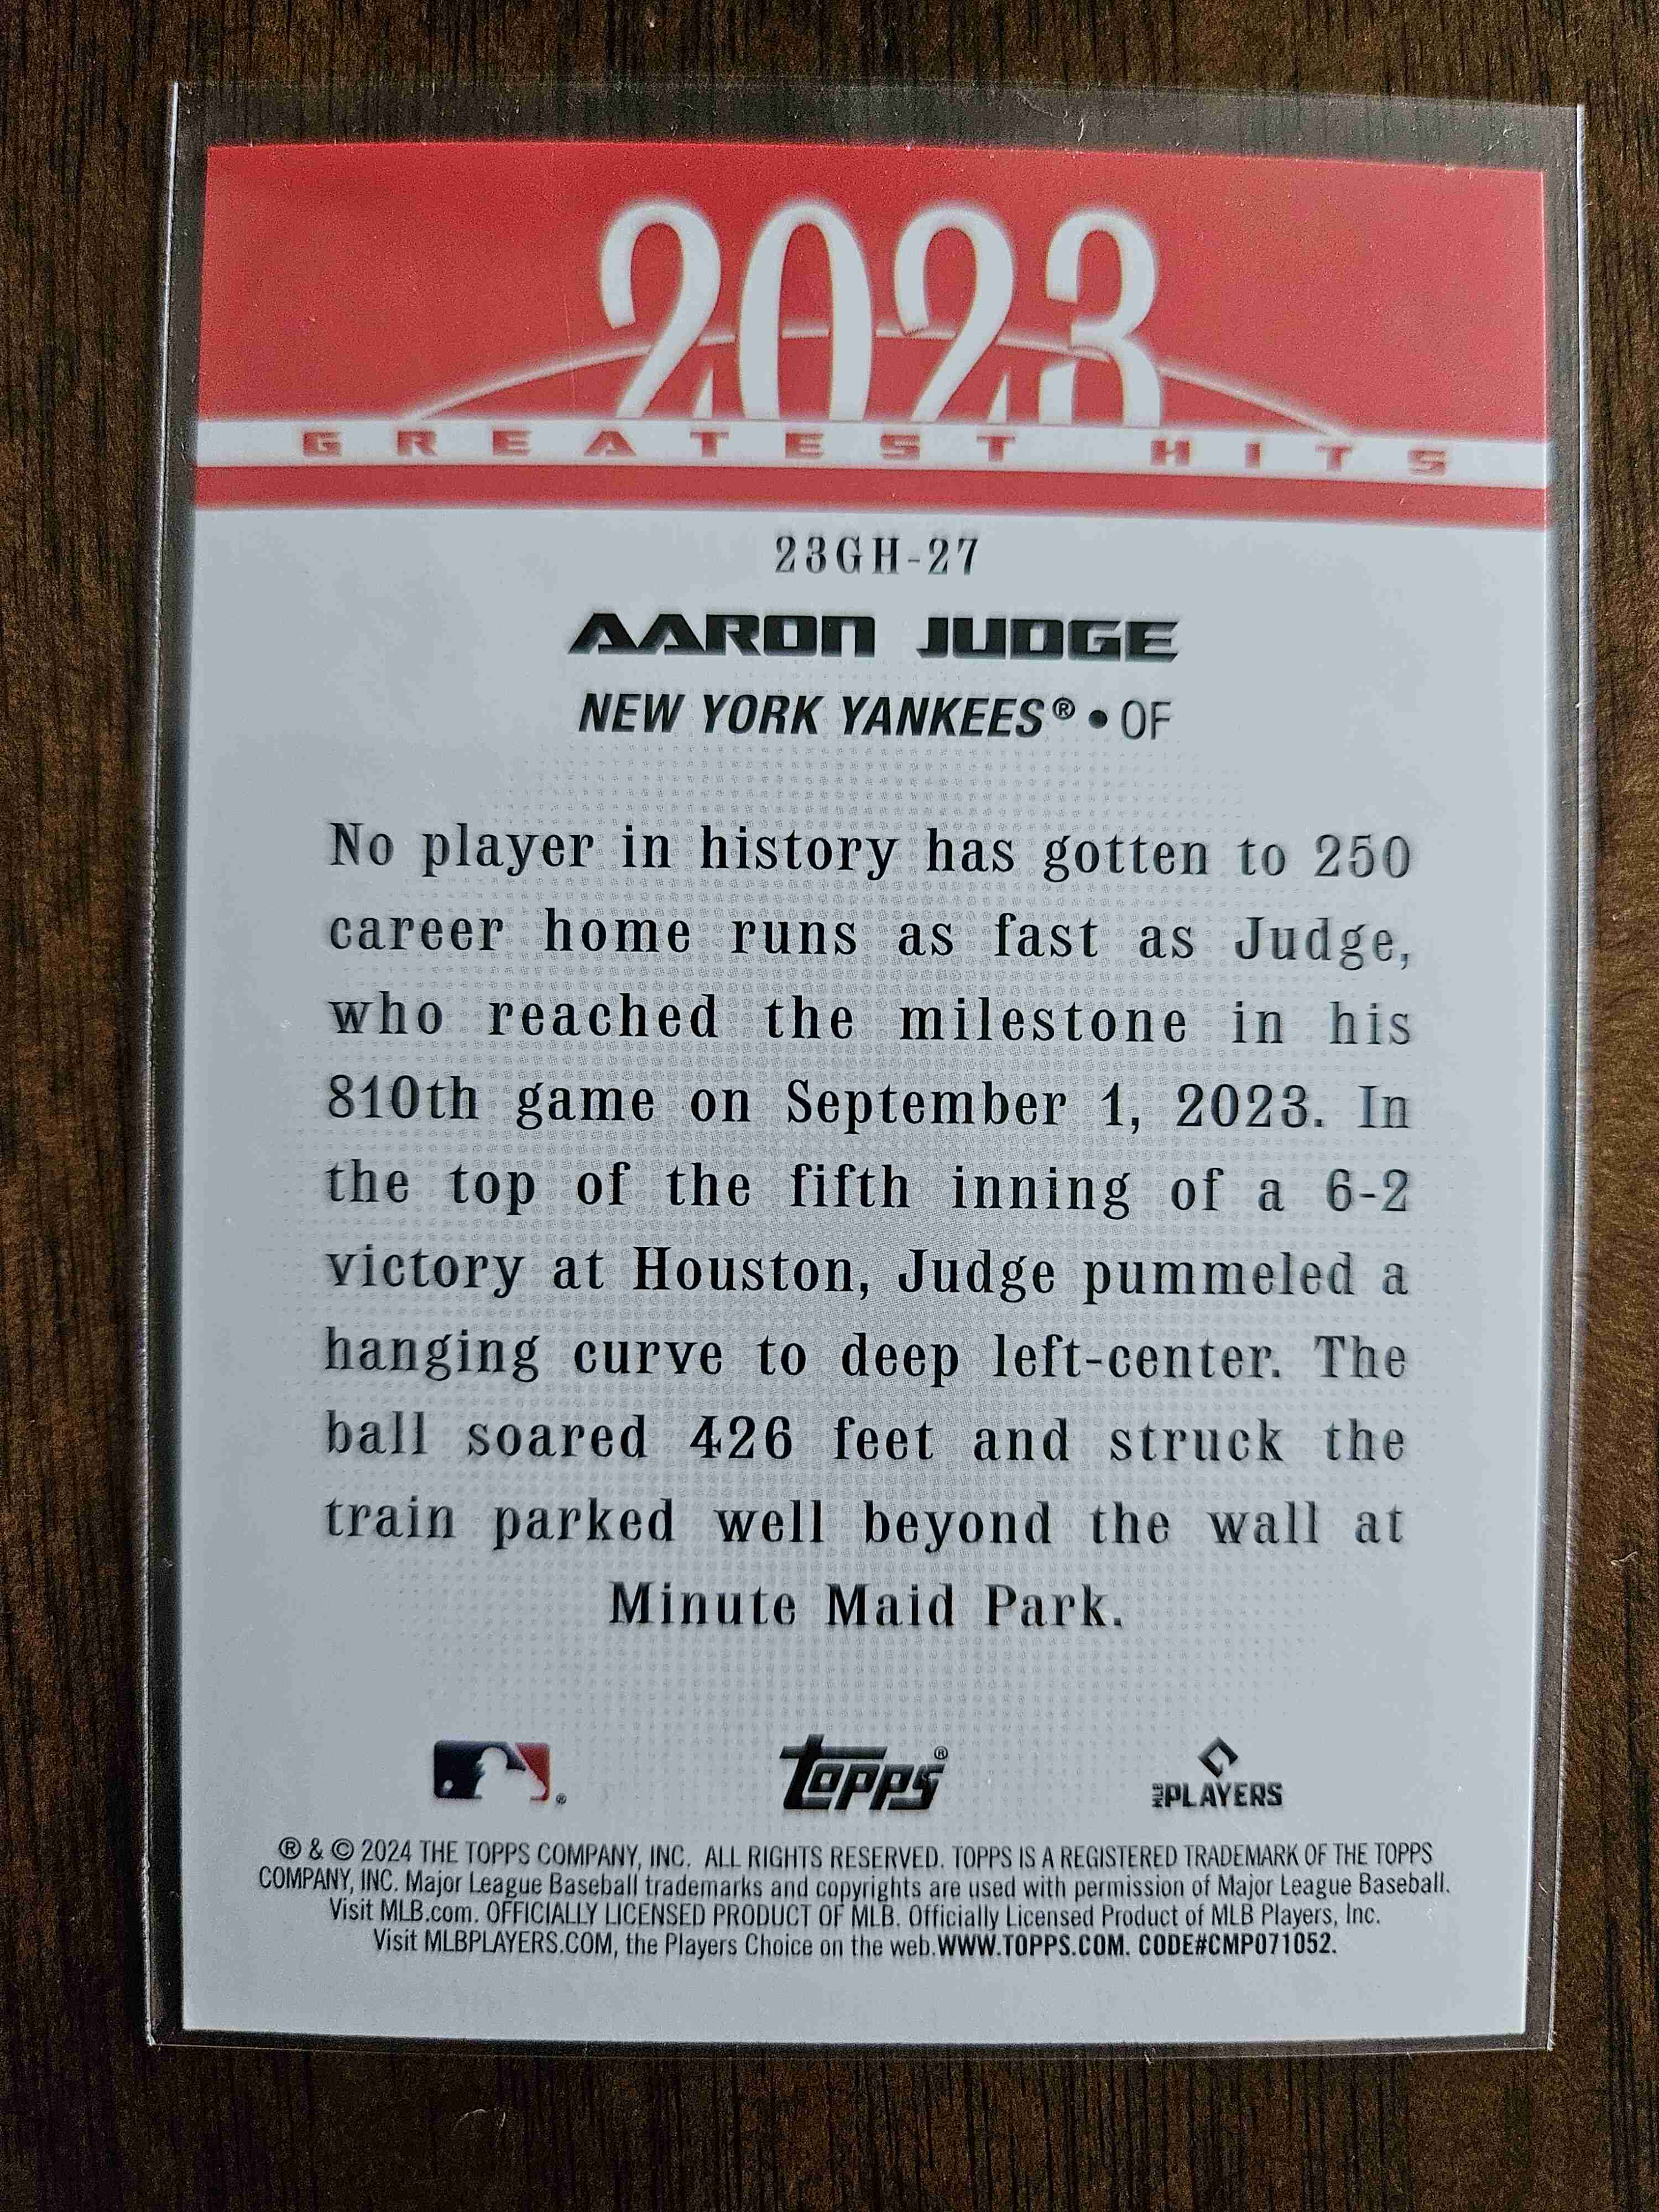 2023
GREATEST HITS
23GH-27
AARON JUDGE
NEW YORK YANKEES® • OF
No player in history has gotten to 250
career home runs as fast as Judge,
who reached the milestone in his
810th game on September 1, 2023. In
the top of the fifth inning of a 6-2
victory at Houston, Judge pummeled a
hanging curve to deep left-center. The
ball soared 426 feet and struck the
train parked well beyond the wall at
Minute Maid Park.
® topps® MLB PLAYERS
® & © 2024 THE TOPPS COMPANY, INC. ALL RIGHTS RESERVED. TOPPS IS A REGISTERED TRADEMARK OF THE TOPPS
COMPANY, INC. Major League Baseball trademarks and copyrights are used with permission of Major League Baseball.
Visit MLB.com. OFFICIALLY LICENSED PRODUCT OF MLB. Officially Licensed Product of MLB Players, Inc.
Visit MLBPLAYERS.COM, the Players Choice on the web.WWW.TOPPS.COM. CODE#CMP071052.